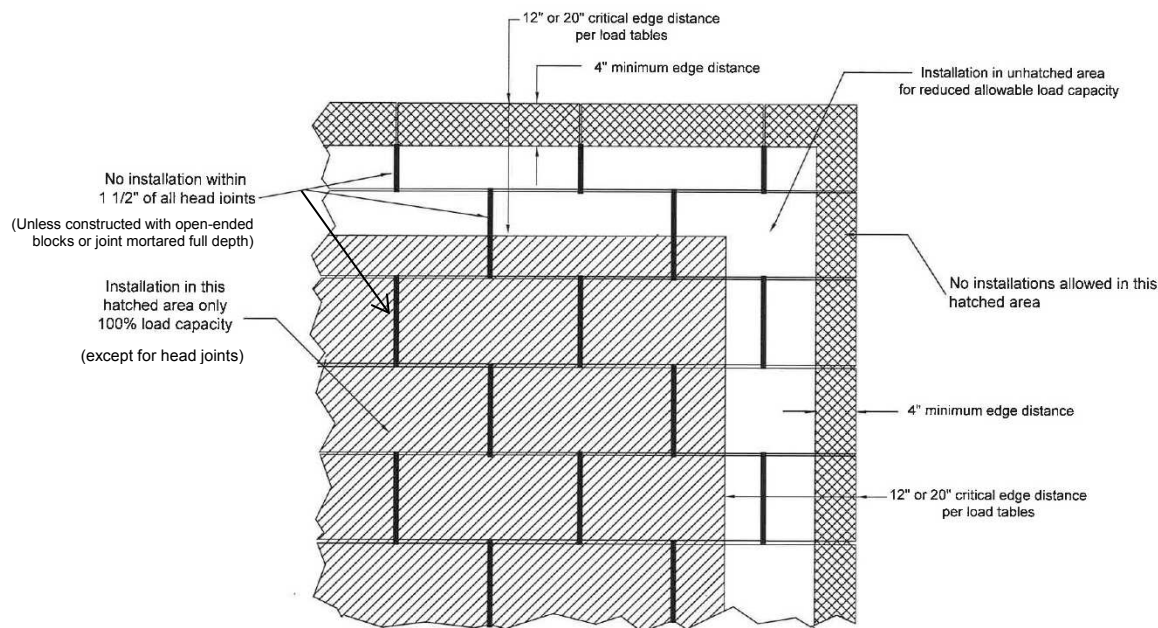 12" or 20" critical edge distance
per load tables
4" minimum edge distance
Installation in unhatched area
for reduced allowable load capacity
No installation within
1 1/2" of all head joints
(Unless constructed with open-ended
blocks or joint mortared full depth)
Installation in this
hatched area only
100% load capacity
(except for head joints)
No installations allowed in this
hatched area
4" minimum edge distance
12" or 20" critical edge distance
per load tables